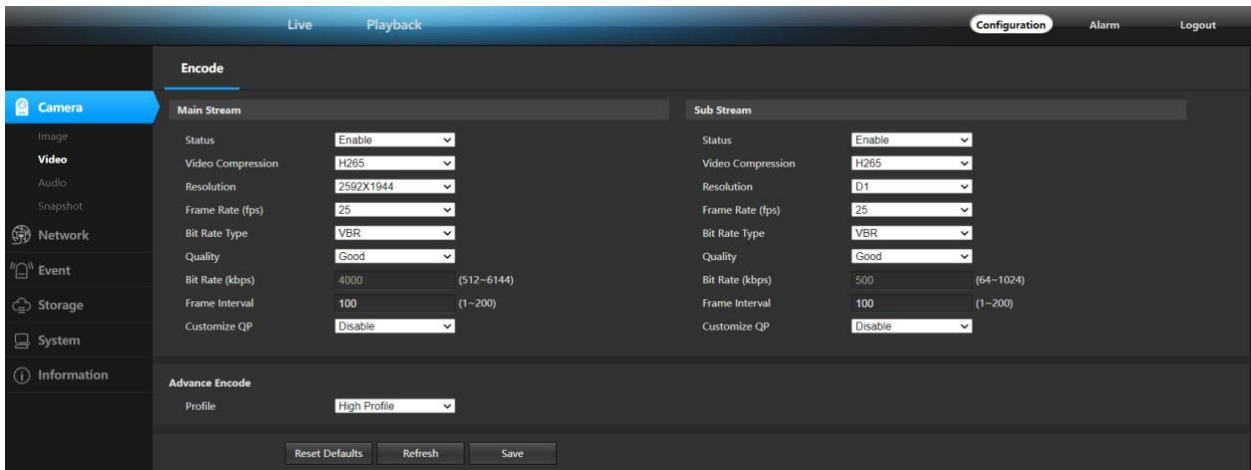 Live Playback Configuration Alarm Logout
Encode
Camera
Image
Video
Audio
Snapshot
Network
Event
Storage
System
Information
Main Stream
Status Enable
Video Compression H265
Resolution 2592X1944
Frame Rate (fps) 25
Bit Rate Type VBR
Quality Good
Bit Rate (kbps) 4000 (512~6144)
Frame Interval 100 (1~200)
Customize QP Disable
Sub Stream
Status Enable
Video Compression H265
Resolution D1
Frame Rate (fps) 25
Bit Rate Type VBR
Quality Good
Bit Rate (kbps) 500 (64~1024)
Frame Interval 100 (1~200)
Customize QP Disable
Advance Encode
Profile High Profile
Reset Defaults Refresh Save